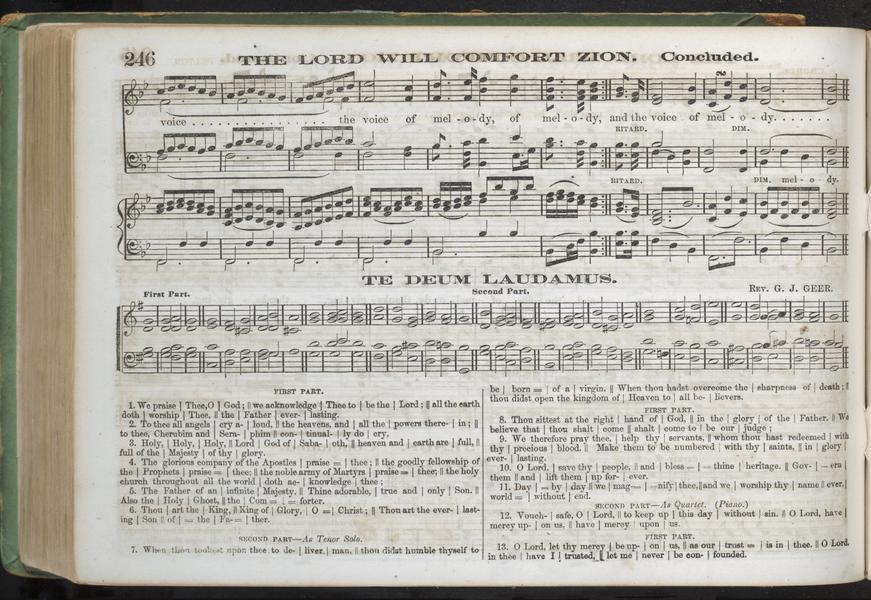 246
THE LORD WILL COMFORT ZION. Concluded.
voice . . . . . . . . . . . . . . . . . . the voice of mel - o - dy, of mel - o - dy, and the voice of mel - o - dy. . . . . . . .
RITARD. DIM.
RITARD. DIM. mel - o - dy.
TE DEUM LAUDAMUS.
First Part. Second Part. REV. G. J. GEER.
FIRST PART.
1. We praise | Thee, O | God; || we acknowledge | Thee to | be the | Lord; || all the earth
doth | worship | Thee, || the | Father | ever- | lasting.
2. To thee all angels | cry a- | loud, || the heavens, and | all the | powers there- | in; ||
to thee, Cherubim and | Sera- | phim || con- | tinual- | ly do | cry,
3. Holy, | Holy, | Holy, || Lord | God of | Saba- | oth, || heaven and | earth are | full, ||
full of the | Majesty | of thy | glory.
4. The glorious company of the Apostles | praise = | thee; || the goodly fellowship of
the | Prophets | praise = | thee; || the noble army of Martyrs | praise = | thee; || the holy
church throughout all the world | doth ac- | knowledge | thee;
5. The Father of an | infinite | Majesty, || Thine adorable, | true and | only | Son. ||
Also the | Holy | Ghost, || the | Com= | = forter.
6. Thou | art the | King, || King of | Glory, | O = | Christ; || Thou art the ever- | last-
ing | Son || of | = the | Fa-= | ther.
SECOND PART—As Tenor Solo.
7. When thou tookest upon thee to de- | liver, | man, || thou didst humble thyself to
be | born = | of a | virgin. || When thou hadst overcome the | sharpness of | death; ||
thou didst open the kingdom of | Heaven to | all be- | lievers.
FIRST PART.
8. Thou sittest at the right | hand of | God, || in the | glory | of the | Father. || We
believe that | thou shalt | come | shalt | come to | be our | judge;
9. We therefore pray thee, | help thy | servants, || whom thou hast redeemed | with
thy | precious | blood. || Make them to be numbered | with thy | saints, || in | glory |
ever- | lasting.
10. O Lord, | save thy | people, || and | bless = | = thine | heritage. || Gov- | = ern |
them || and | lift them | up for- | ever.
11. Day | = by | day || we | mag= | = nify | thee, || and we | worship thy | name || ever,
world = | without | end.
SECOND PART—As Quartet. (Piano.)
12. Vouch- | safe, O | Lord, || to keep up | this day | without | sin. || O Lord, have |
mercy up- | on us, || have | mercy | upon | us.
FIRST PART.
13. O Lord, let thy mercy | be up- | on | us, || as our | trust = | is in | thee. || O Lord
in thee | have I | trusted, || let me | never | be con- | founded.